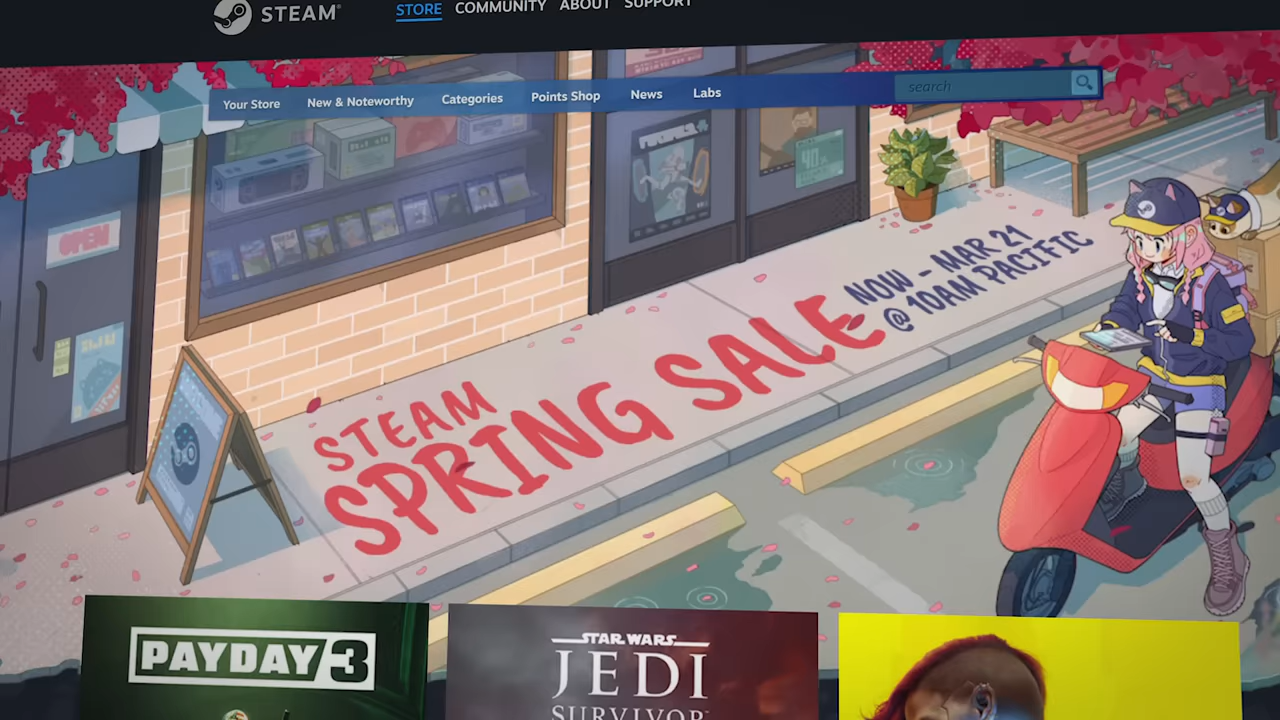 STEAM®
STORE COMMUNITY ABOUT SUPPORT
Your Store New & Noteworthy Categories Points Shop News Labs
search
OPEN
STEAM
SPRING SALE
NOW - MAR 21
@ 10AM PACIFIC
PAYDAY 3
STAR WARS
JEDI
SURVIVOR